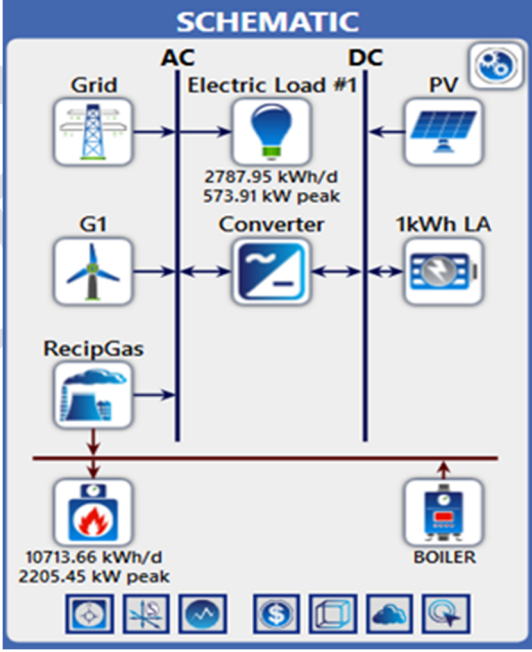 SCHEMATIC
AC
DC
Grid
Electric Load #1
PV
2787.95 kWh/d
573.91 kW peak
G1
Converter
1kWh LA
RecipGas
10713.66 kWh/d
2205.45 kW peak
BOILER